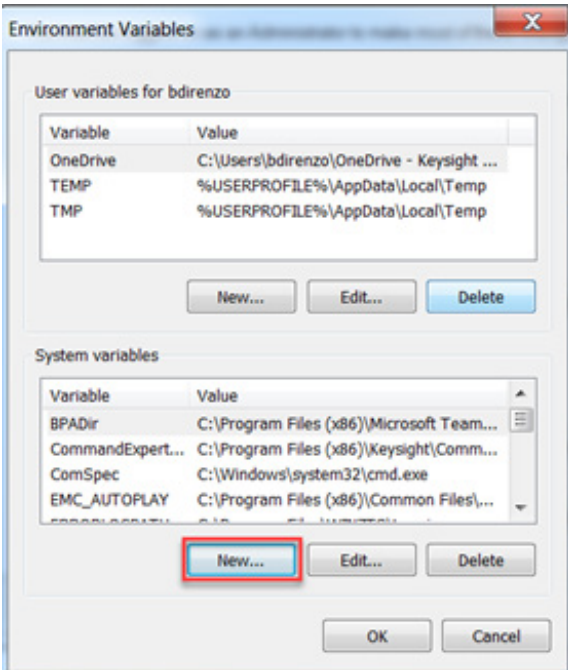 Environment Variables
User variables for bdirenzo
Variable Value
OneDrive C:\Users\bdirenzo\OneDrive - Keysight ...
TEMP %USERPROFILE%\AppData\Local\Temp
TMP %USERPROFILE%\AppData\Local\Temp
New... Edit... Delete
System variables
Variable Value
BPADir C:\Program Files (x86)\Microsoft Team...
CommandExpert... C:\Program Files (x86)\Keysight\Comm...
ComSpec C:\Windows\system32\cmd.exe
EMC_AUTOPLAY C:\Program Files (x86)\Common Files\...
New... Edit... Delete
OK Cancel